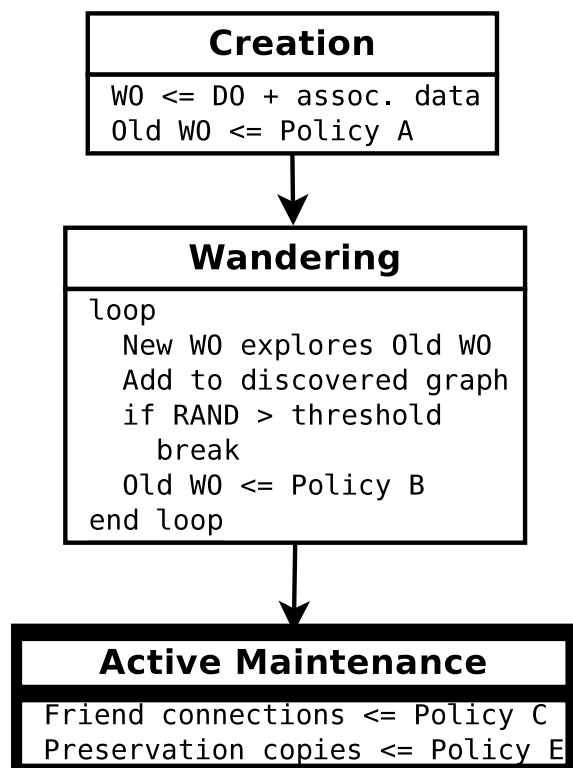 Creation
WO <= DO + assoc. data
Old WO <= Policy A
Wandering
loop
New WO explores Old WO
Add to discovered graph
if RAND > threshold
break
Old WO <= Policy B
end loop
Active Maintenance
Friend connections <= Policy C
Preservation copies <= Policy E